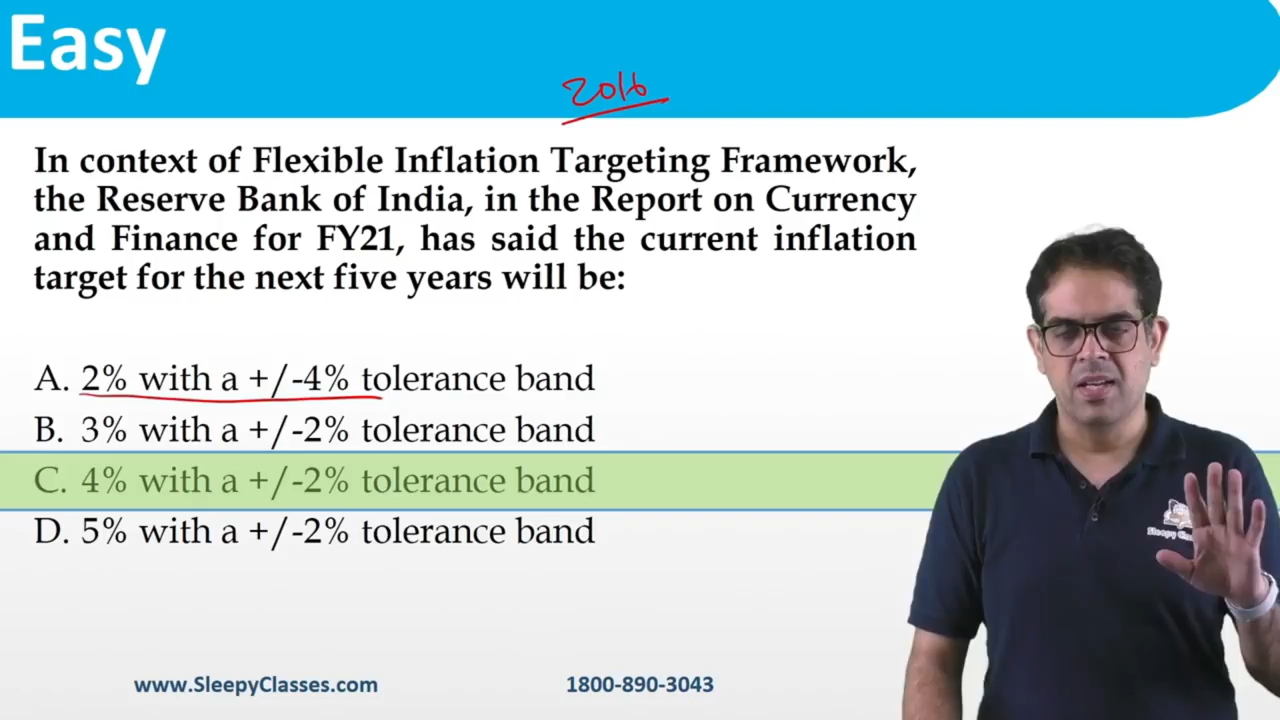 Easy
2016
In context of Flexible Inflation Targeting Framework,
the Reserve Bank of India, in the Report on Currency
and Finance for FY21, has said the current inflation
target for the next five years will be:
A. 2% with a +/-4% tolerance band
B. 3% with a +/-2% tolerance band
C. 4% with a +/-2% tolerance band
D. 5% with a +/-2% tolerance band
Sleepy
www.SleepyClasses.com
1800-890-3043